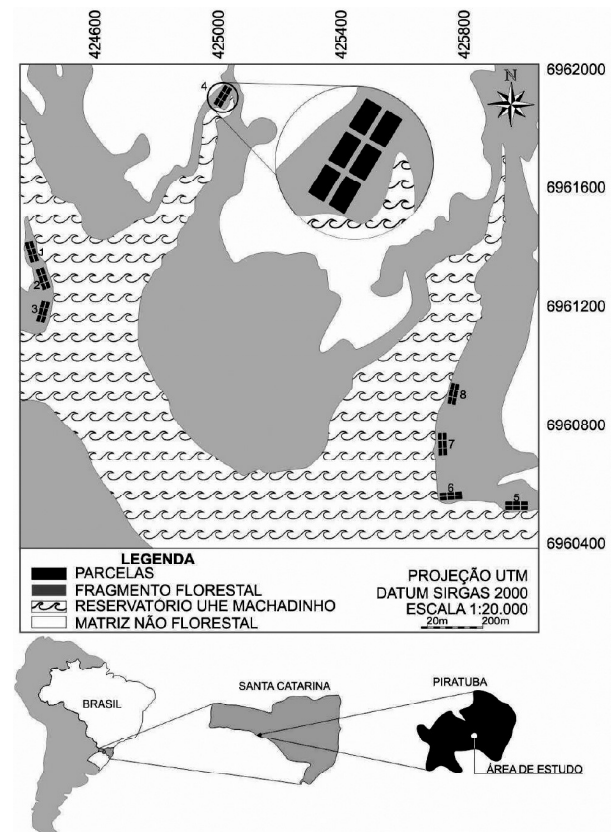 424600
425000
425400
425800
6962000
6961600
6961200
6960800
6960400
N
4
1
2
3
8
7
6
5
LEGENDA
PARCELAS
FRAGMENTO FLORESTAL
RESERVATÓRIO UHE MACHADINHO
MATRIZ NÃO FLORESTAL
PROJEÇÃO UTM
DATUM SIRGAS 2000
ESCALA 1:20.000
20m 200m
BRASIL
SANTA CATARINA
PIRATUBA
ÁREA DE ESTUDO